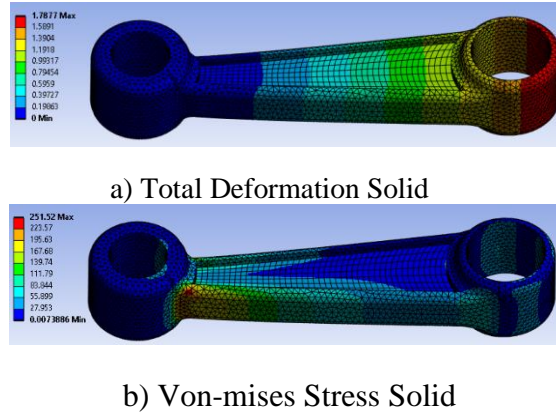 1.7877 Max
1.5891
1.3904
1.1918
0.99317
0.79454
0.5959
0.39727
0.19863
0 Min
a) Total Deformation Solid
251.52 Max
223.57
195.63
167.68
139.74
111.79
83.844
55.899
27.953
0.0073886 Min
b) Von-mises Stress Solid